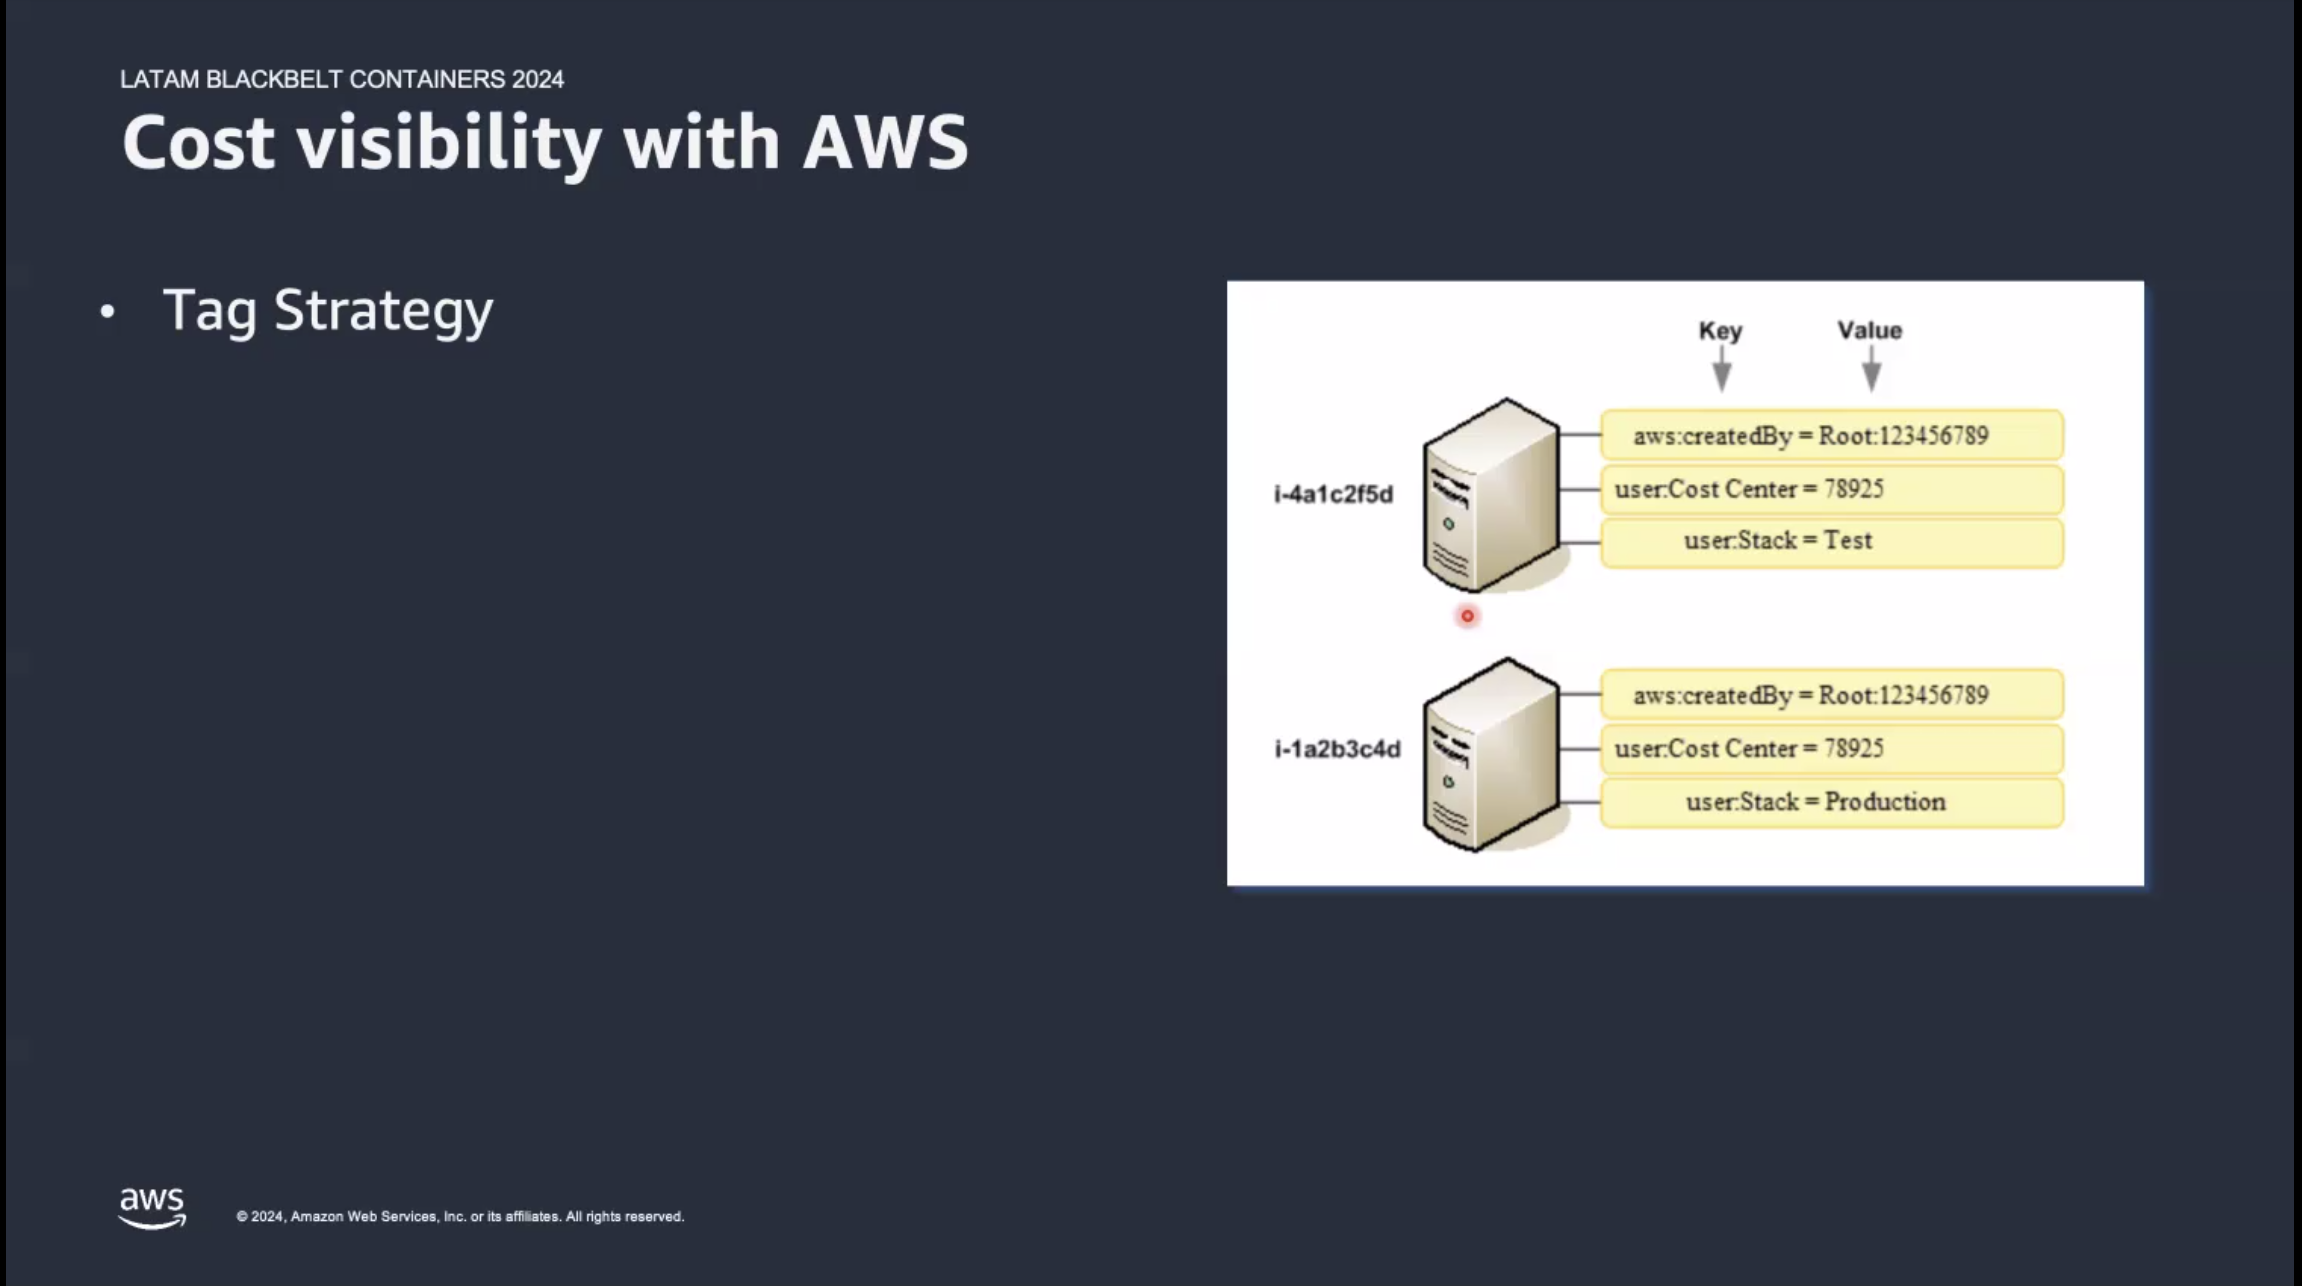 LATAM BLACKBELT CONTAINERS 2024
Cost visibility with AWS
• Tag Strategy
Key Value
i-4a1c2f5d
aws:createdBy = Root:123456789
user:Cost Center = 78925
user:Stack = Test
i-1a2b3c4d
aws:createdBy = Root:123456789
user:Cost Center = 78925
user:Stack = Production
aws
© 2024, Amazon Web Services, Inc. or its affiliates. All rights reserved.